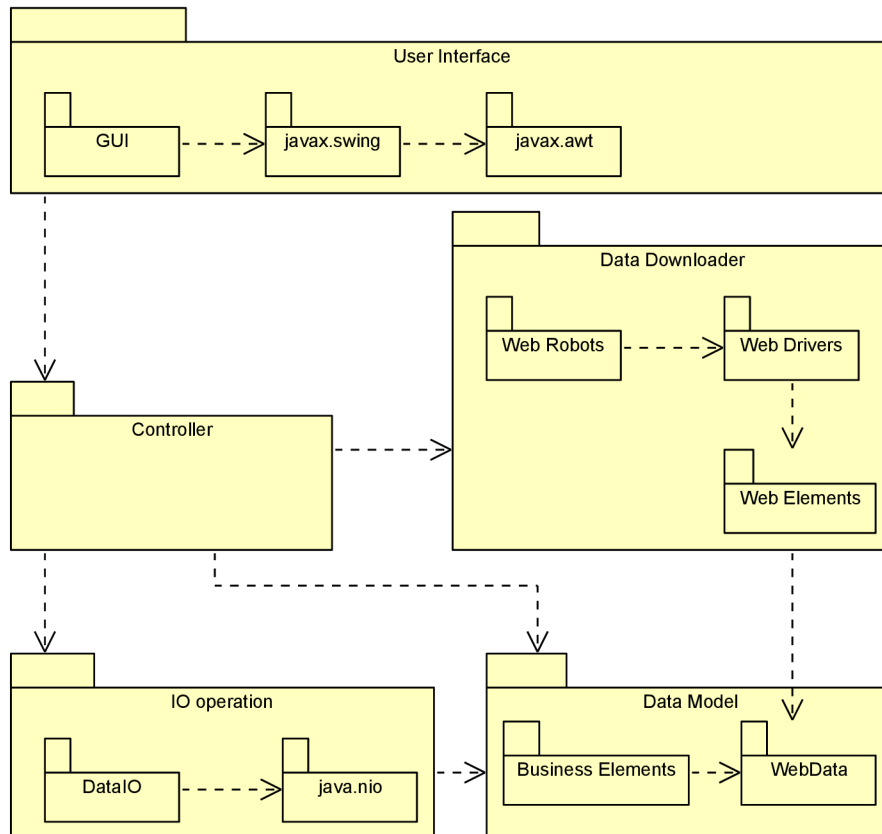 User Interface
GUI
javax.swing
javax.awt
Data Downloader
Web Robots
Web Drivers
Controller
Web Elements
IO operation
Data Model
DataIO
java.nio
Business Elements
WebData